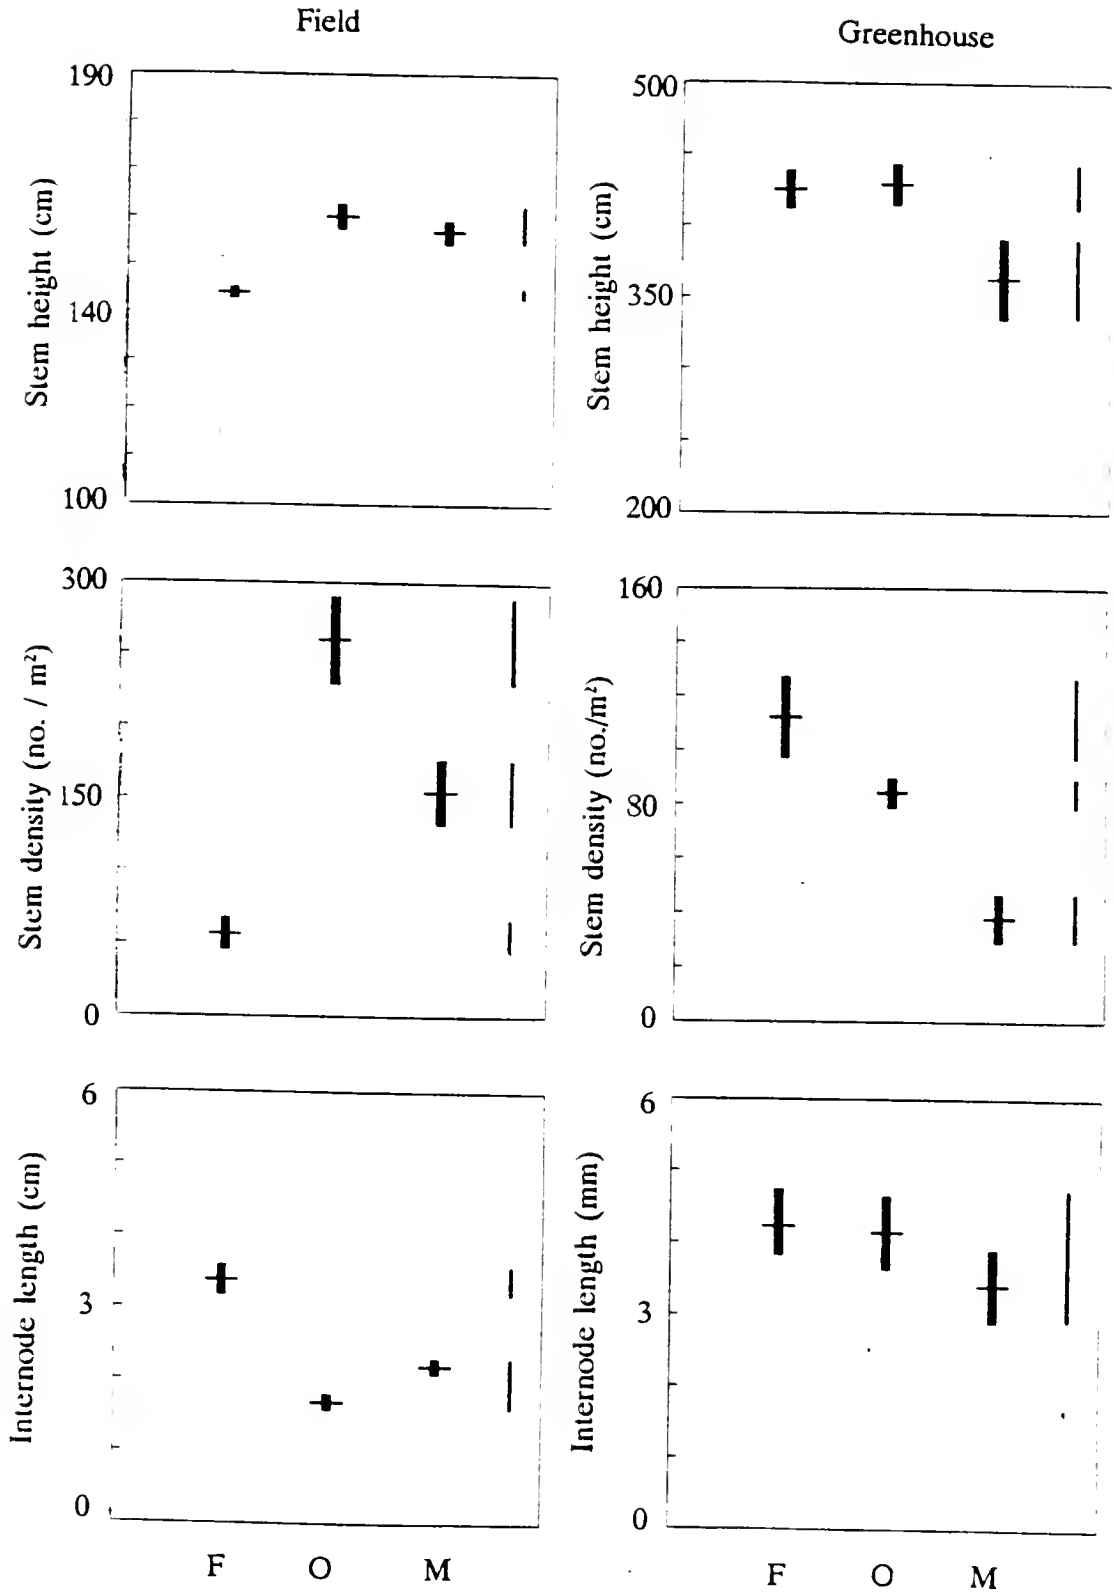 Field
Greenhouse
190
140
100
Stem height (cm)
500
350
200
Stem height (cm)
300
150
0
Stem density (no. / m²)
160
80
0
Stem density (no./m²)
6
3
0
Internode length (cm)
6
3
0
Internode length (mm)
F O M
F O M